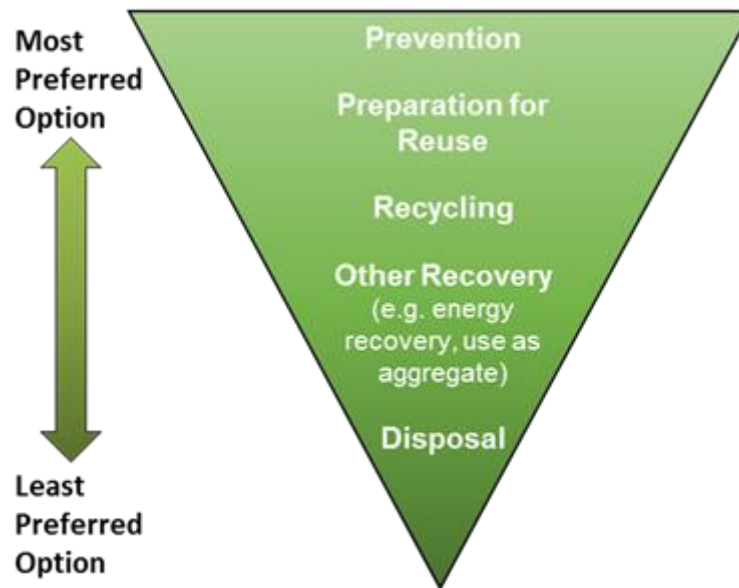 Most
Preferred
Option
Prevention
Preparation for
Reuse
Recycling
Other Recovery
(e.g. energy
recovery, use as
aggregate)
Disposal
Least
Preferred
Option